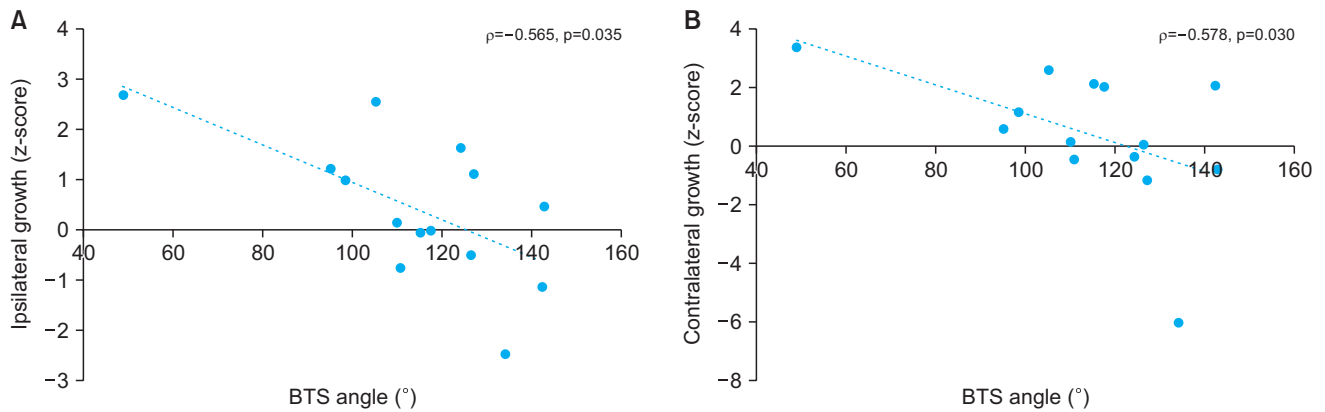 A
ρ=−0.565, p=0.035
Ipsilateral growth (z-score)
4
3
2
1
0
−1
−2
−3
40 60 80 100 120 140 160
BTS angle (°)
B
ρ=−0.578, p=0.030
Contralateral growth (z-score)
4
2
0
−2
−4
−6
−8
40 60 80 100 120 140 160
BTS angle (°)